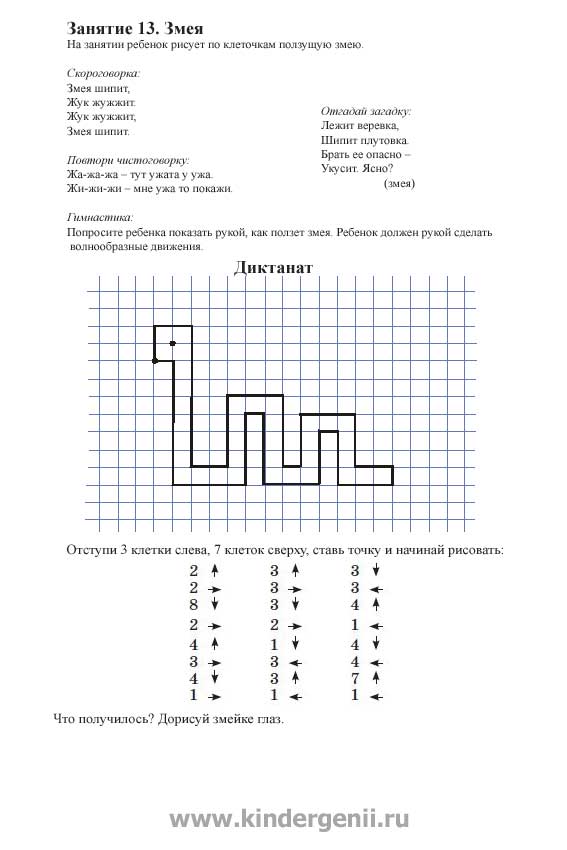 Занятие 13. Змея
На занятии ребенок рисует по клеточкам ползущую змею.
Скороговорка:
Змея шипит,
Жук жужжит.
Жук жужжит,
Змея шипит.
Отгадай загадку:
Лежит веревка,
Шипит плутовка.
Брать ее опасно –
Укусит. Ясно?
(змея)
Повтори чистоговорку:
Жа-жа-жа – тут ужата у ужа.
Жи-жи-жи – мне ужа то покажи.
Гимнастика:
Попросите ребенка показать рукой, как ползет змея. Ребенок должен рукой сделать
волнообразные движения.
Диктанат
Отступи 3 клетки слева, 7 клеток сверху, ставь точку и начинай рисовать:
2 ↑ 3 ↑ 3 ↓
2 → 3 → 3 ←
8 ↓ 3 ↓ 4 ↑
2 → 2 → 1 ←
4 ↑ 1 ↓ 4 ↓
3 → 3 ← 4 ←
4 ↓ 3 ↑ 7 ↑
1 → 1 ← 1 ←
Что получилось? Дорисуй змейке глаз.
www.kindergenii.ru